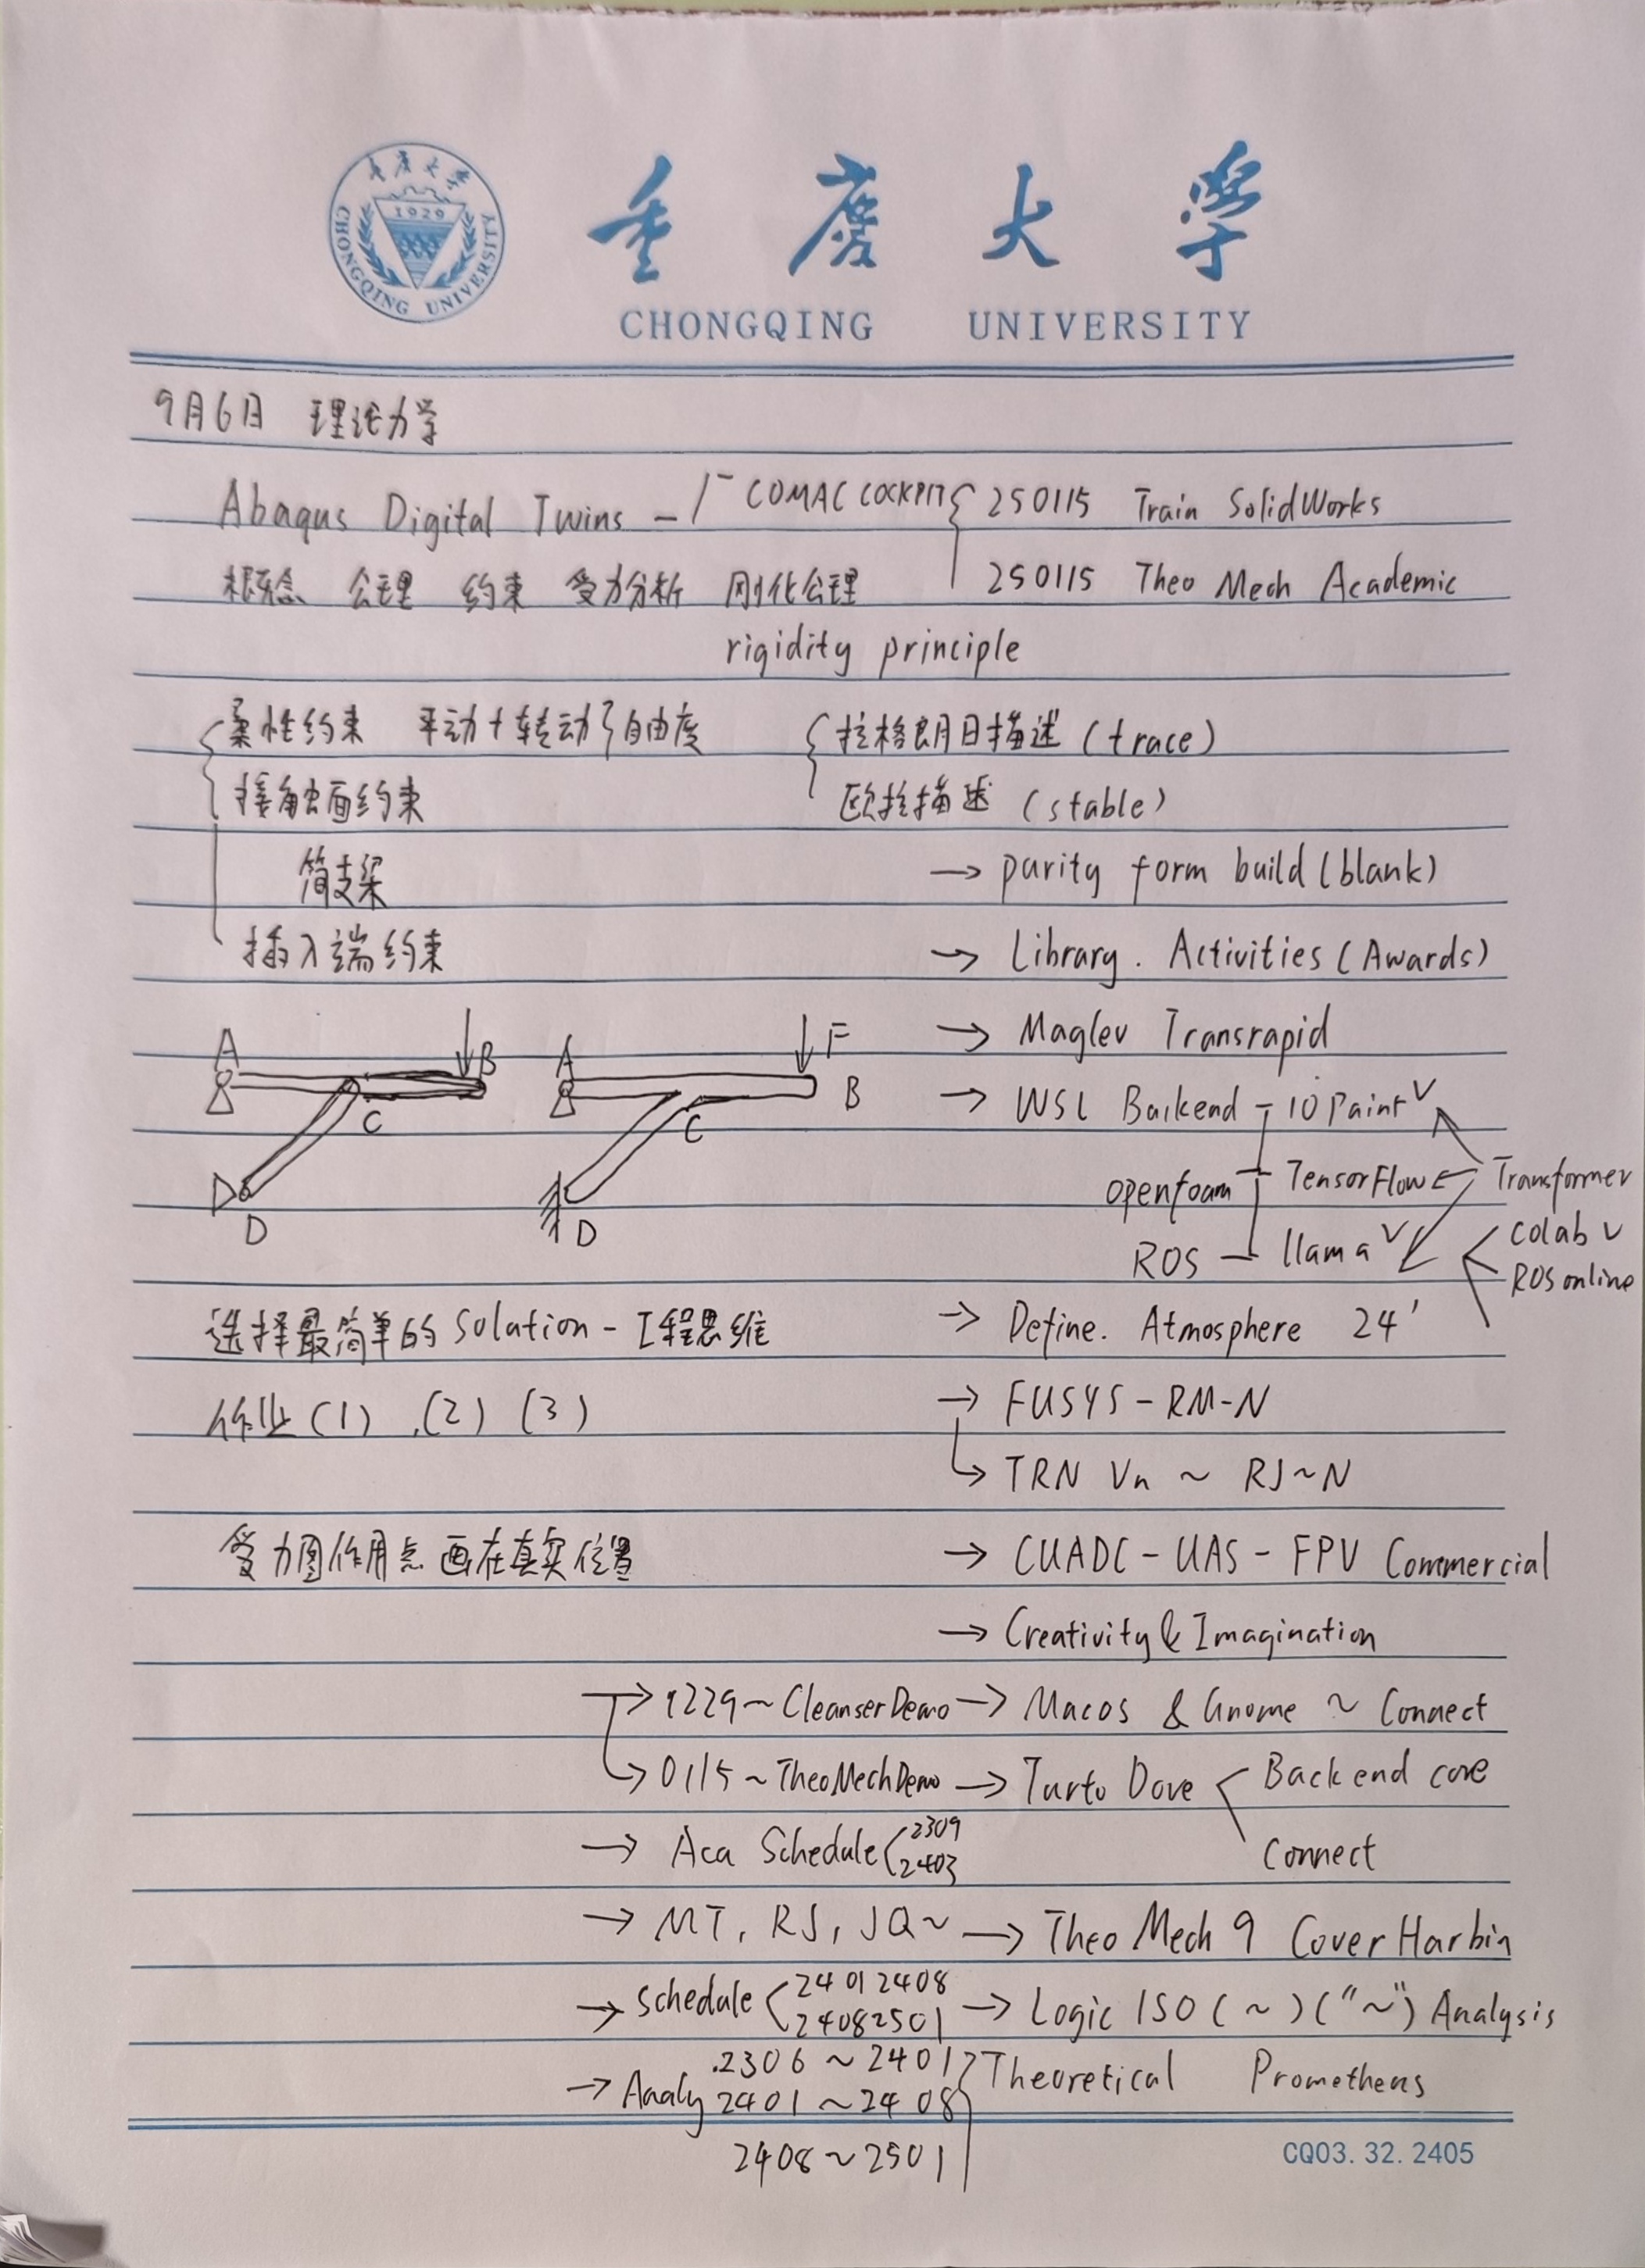 重庆大学
1929
CHONGQING UNIVERSITY
重庆大学
CHONGQING UNIVERSITY
9月6日 理论力学
Abaqus Digital Twins - COMAC COCKPIT 250115 Train SolidWorks
概念 公理 约束 受力分析 刚化公理 250115 Theo Mech Academic
rigidity principle
柔性约束 平动+转动}自由度 拉格朗日描述 (trace)
接触面约束 欧拉描述 (stable)
简支梁 → purity form build (blank)
插入端约束 → Library. Activities (Awards)
→ Maglev Transrapid
A B A F B
C C
D D
→ WSL Backend - 10 Paint ✓
openfoam TensorFlow Transformer
ROS llama ✓ colab ✓
ROS online
选择最简单的 Solution - 工程思维 → Define. Atmosphere 24'
作业 (1) .(2) (3) → FUSYS-RM-N
→ TRN Vn ~ RJ~N
受力图作用点画在真实位置 → CUADC-UAS-FPV Commercial
→ Creativity & Imagination
→ 1229~CleanserDemo → Macos & Gnome ~ Connect
→ 0115~TheoMechDemo → Turto Dove < Backend core
Connect
→ Aca Schedule 2309
2403
→ MT, RJ, JQ~ → Theo Mech 9 Cover Harbin
→ schedule < 24012408
24082501 → Logic ISO (~) ("~") Analysis
→ Analy .2306~2401 Theoretical Prometheus
2401~2408
2408~2501
CQ03.32.2405